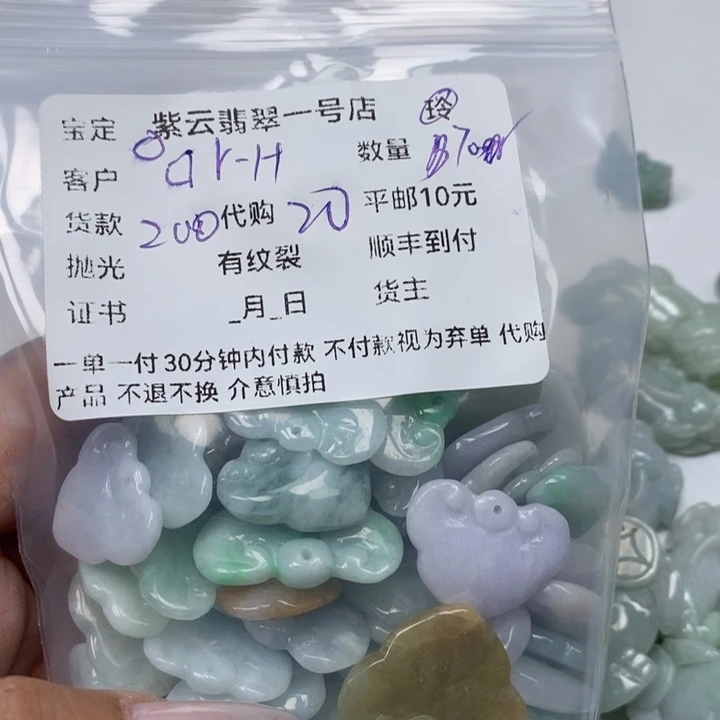 宝定 紫云翡翠一号店 玲
客户 ar-H 数量
货款 200 代购 20 平邮10元
抛光 有纹裂 顺丰到付
证书 _月_日 货主
一单一付 30分钟内付款 不付款视为弃单 代购
产品 不退不换 介意慎拍